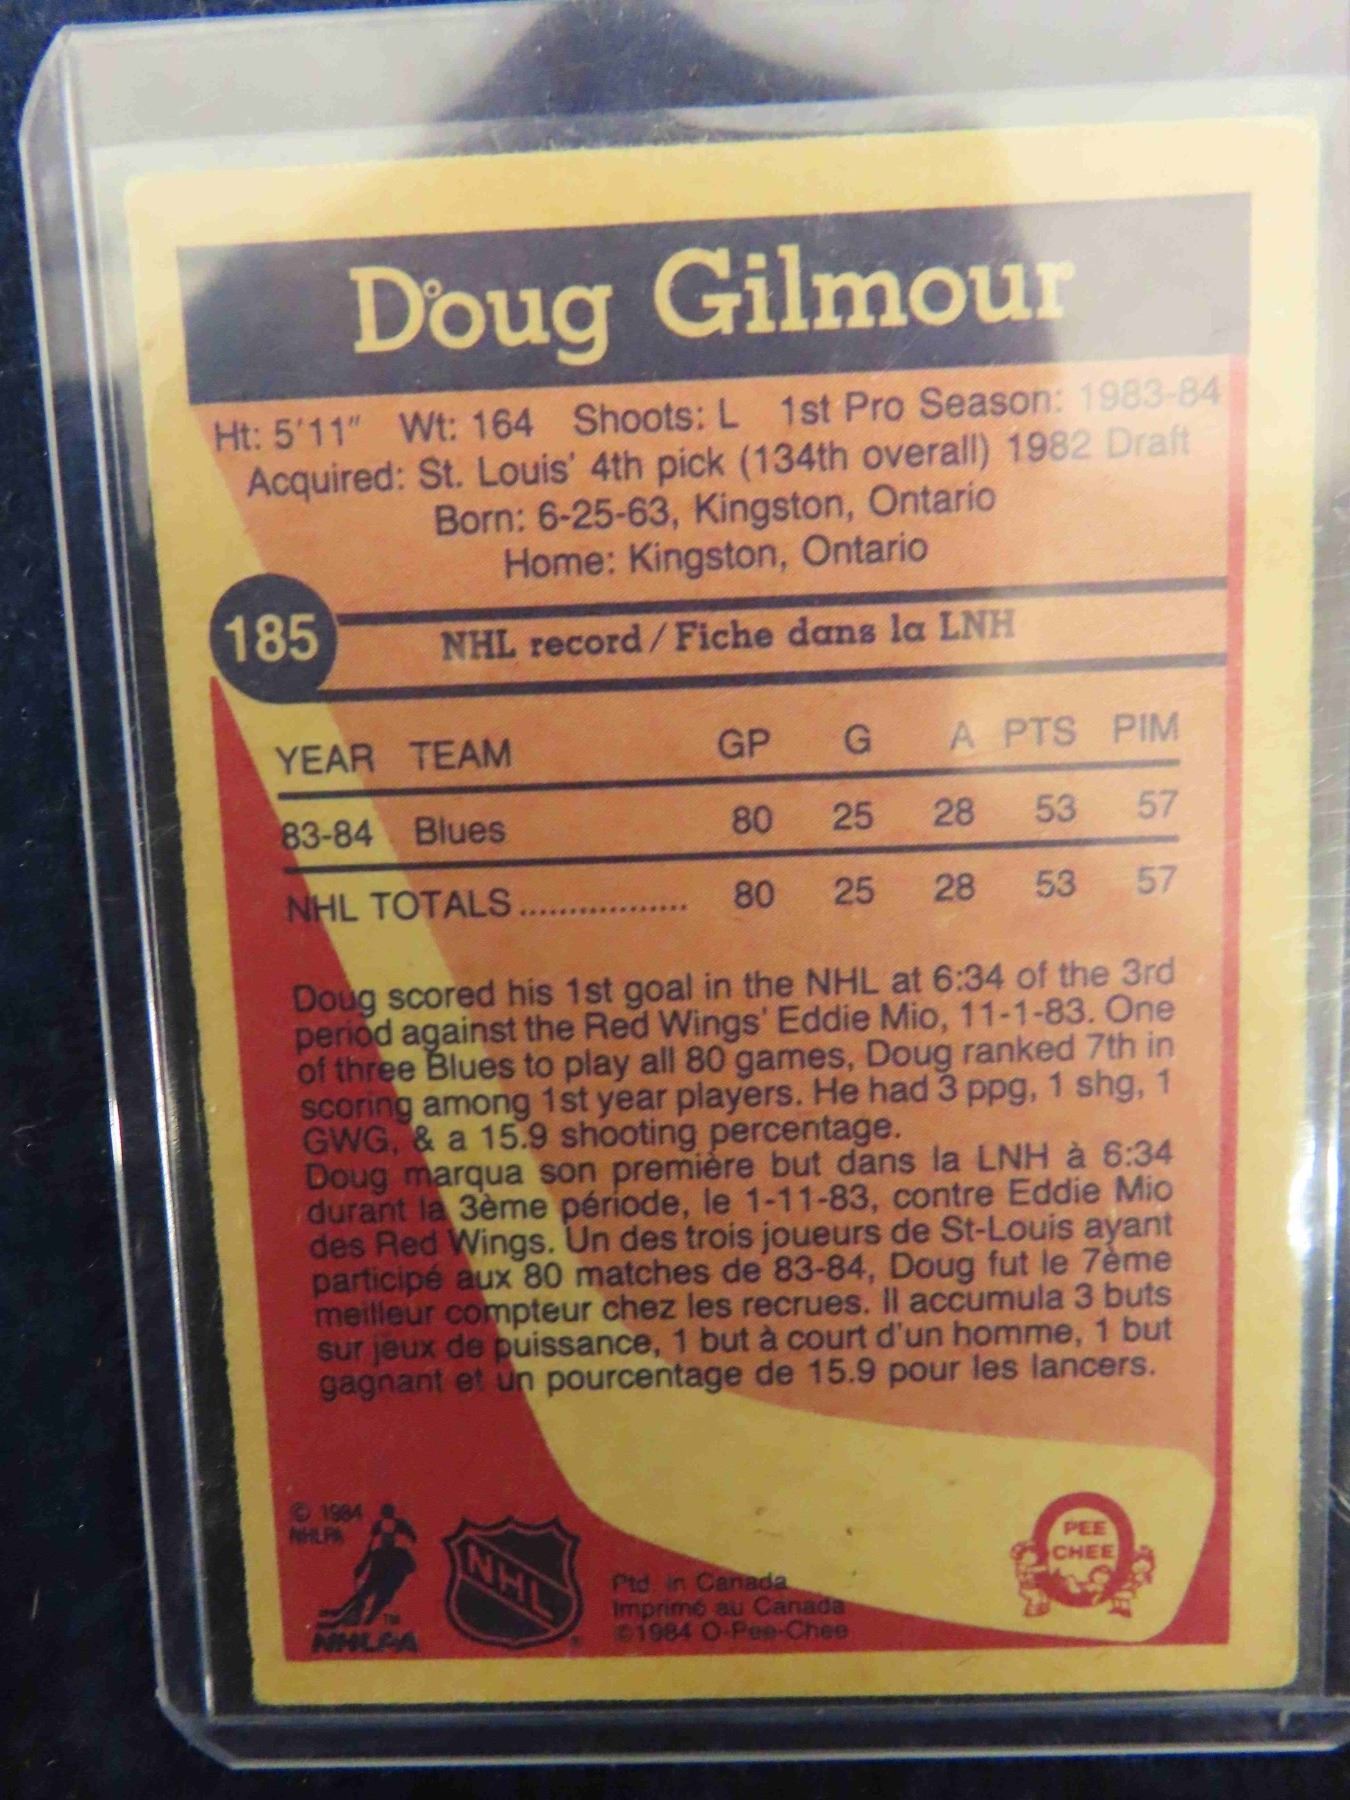 Doug Gilmour
Ht: 5'11" Wt: 164 Shoots: L 1st Pro Season: 1983-84
Acquired: St. Louis' 4th pick (134th overall) 1982 Draft
Born: 6-25-63, Kingston, Ontario
Home: Kingston, Ontario
185
NHL record / Fiche dans la LNH
YEAR TEAM GP G A PTS PIM
83-84 Blues 80 25 28 53 57
NHL TOTALS ................. 80 25 28 53 57
Doug scored his 1st goal in the NHL at 6:34 of the 3rd
period against the Red Wings' Eddie Mio, 11-1-83. One
of three Blues to play all 80 games, Doug ranked 7th in
scoring among 1st year players. He had 3 ppg, 1 shg, 1
GWG, & a 15.9 shooting percentage.
Doug marqua son première but dans la LNH à 6:34
durant la 3ème période, le 1-11-83, contre Eddie Mio
des Red Wings. Un des trois joueurs de St-Louis ayant
participé aux 80 matches de 83-84, Doug fut le 7ème
meilleur compteur chez les recrues. Il accumula 3 buts
sur jeux de puissance, 1 but à court d'un homme, 1 but
gagnant et un pourcentage de 15.9 pour les lancers.
© 1984
NHLPA
TM
NHLPA
NHL
®
Ptd. in Canada
Imprimé au Canada
©1984 O-Pee-Chee
PEE
CHEE